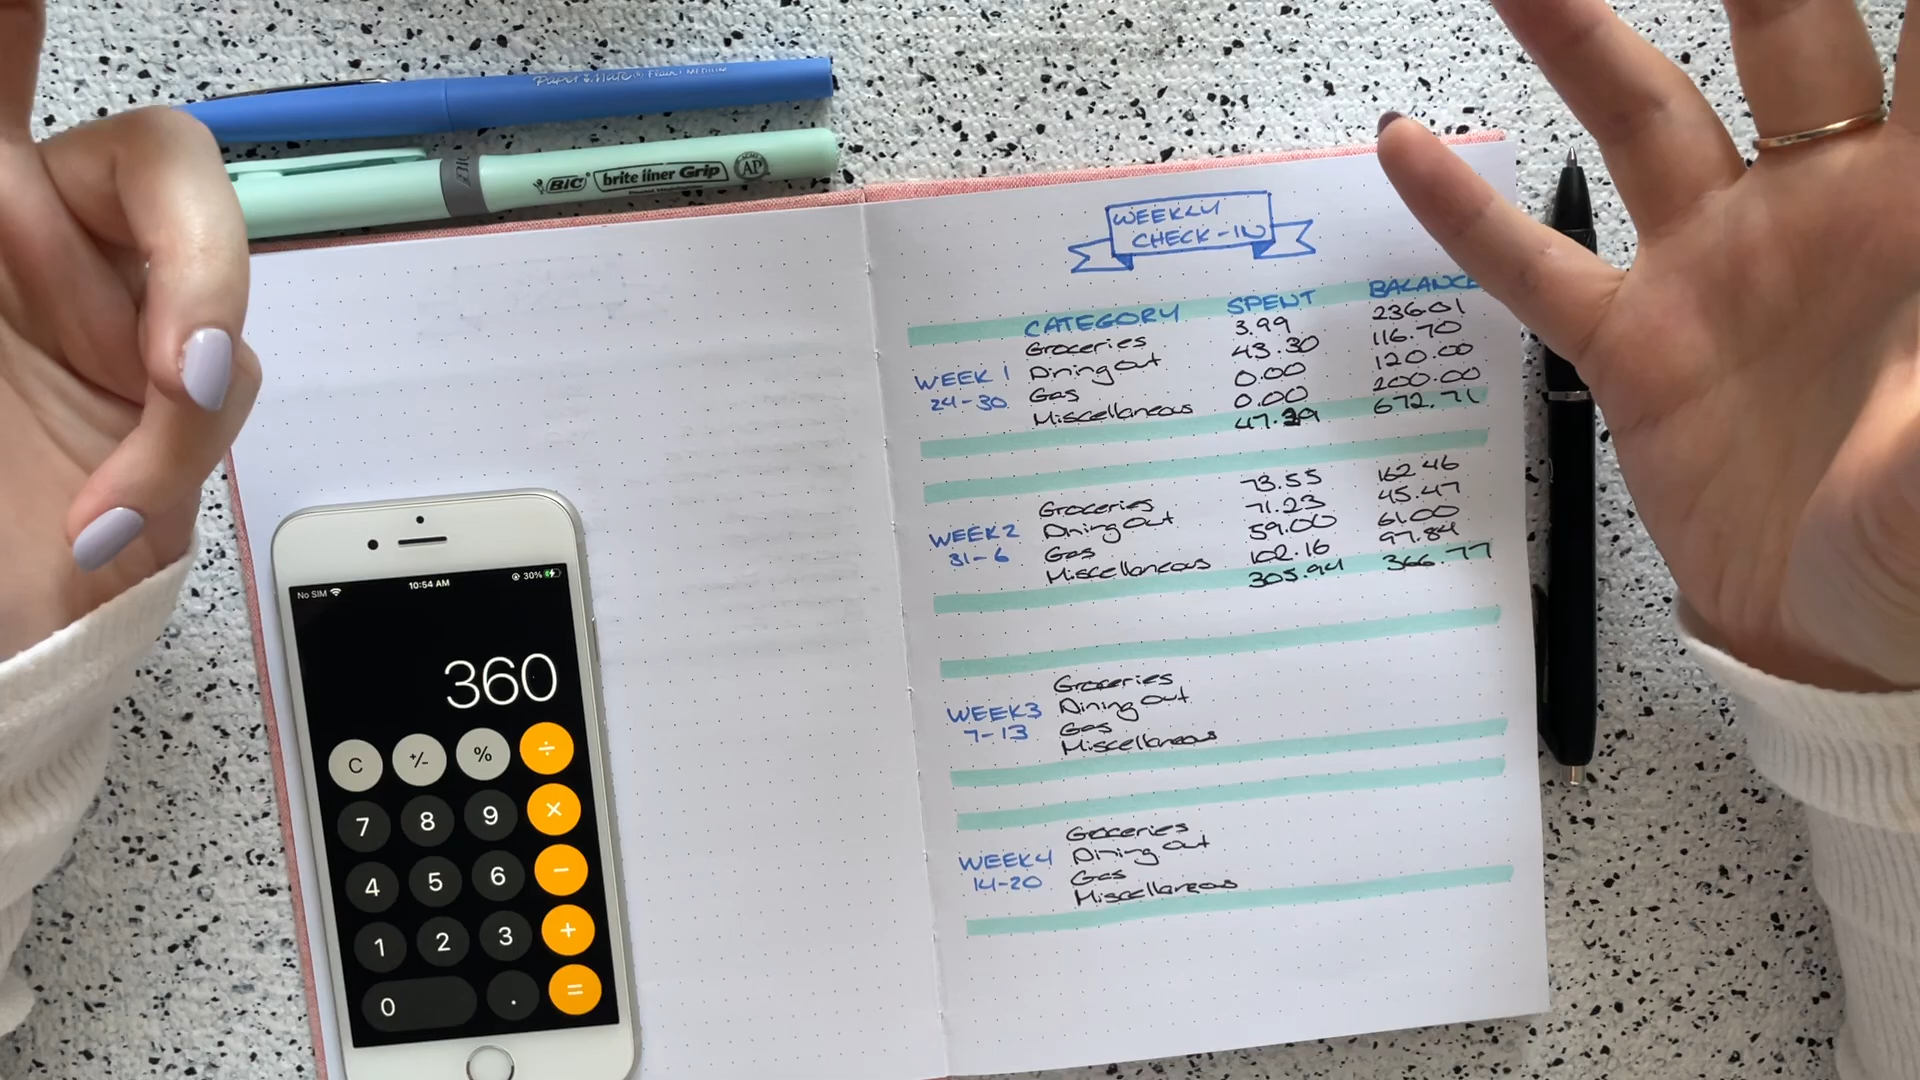 Paper Mate Flair MEDIUM
BIC brite liner Grip
AP
BIC
WEEKLY
CHECK-IN
CATEGORY SPENT BALANCE
Groceries 3.99 236.01
Dining Out 43.30 116.70
Gas 0.00 120.00
Miscellaneous 0.00 200.00
47.29 672.71
WEEK 1
24-30
Groceries 73.55 162.46
Dining Out 71.23 45.47
Gas 59.00 61.00
Miscellaneous 102.16 97.84
305.94 366.77
WEEK 2
31-6
Groceries
Dining Out
Gas
Miscellaneous
WEEK 3
7-13
Groceries
Dining Out
Gas
Miscellaneous
WEEK 4
14-20
No SIM 10:54 AM 30%
360
C +/- % ÷
7 8 9 ×
4 5 6 −
1 2 3 +
0 . =